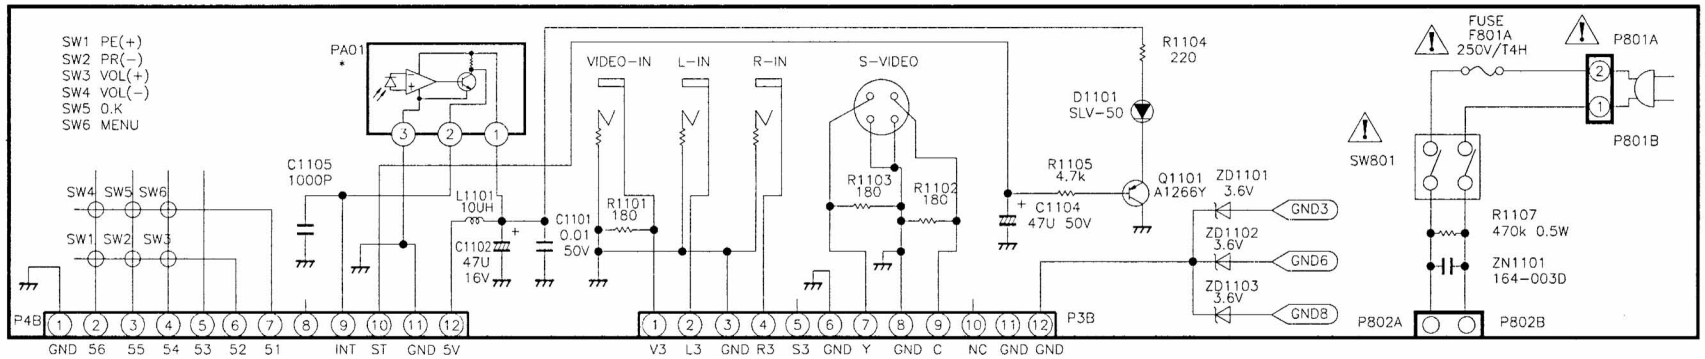 SW1 PE(+)
SW2 PR(-)
SW3 VOL(+)
SW4 VOL(-)
SW5 O.K
SW6 MENU
PA01
*
3 2 1
VIDEO-IN L-IN R-IN S-VIDEO
R1104
220
D1101
SLV-50
FUSE
F801A
250V/T4H
P801A
2
1
P801B
SW801
C1105
1000P
SW4 SW5 SW6
SW1 SW2 SW3
L1101
10UH
C1102
47U
16V
+
C1101
0.01
50V
R1101
180
R1103
180
R1102
180
R1105
4.7k
+
C1104
47U 50V
Q1101
A1266Y
ZD1101
3.6V
GND3
ZD1102
3.6V
GND6
ZD1103
3.6V
GND8
R1107
470k 0.5W
ZN1101
164-003D
P802A P802B
P4B 1 2 3 4 5 6 7 8 9 10 11 12
GND 56 55 54 53 52 51 INT ST GND 5V
1 2 3 4 5 6 7 8 9 10 11 12 P3B
V3 L3 GND R3 S3 GND Y GND C NC GND GND